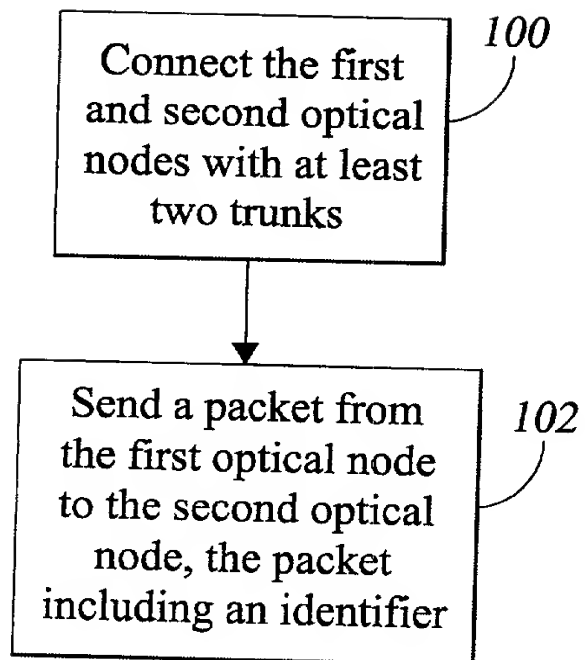 100
Connect the first
and second optical
nodes with at least
two trunks
102
Send a packet from
the first optical node
to the second optical
node, the packet
including an identifier